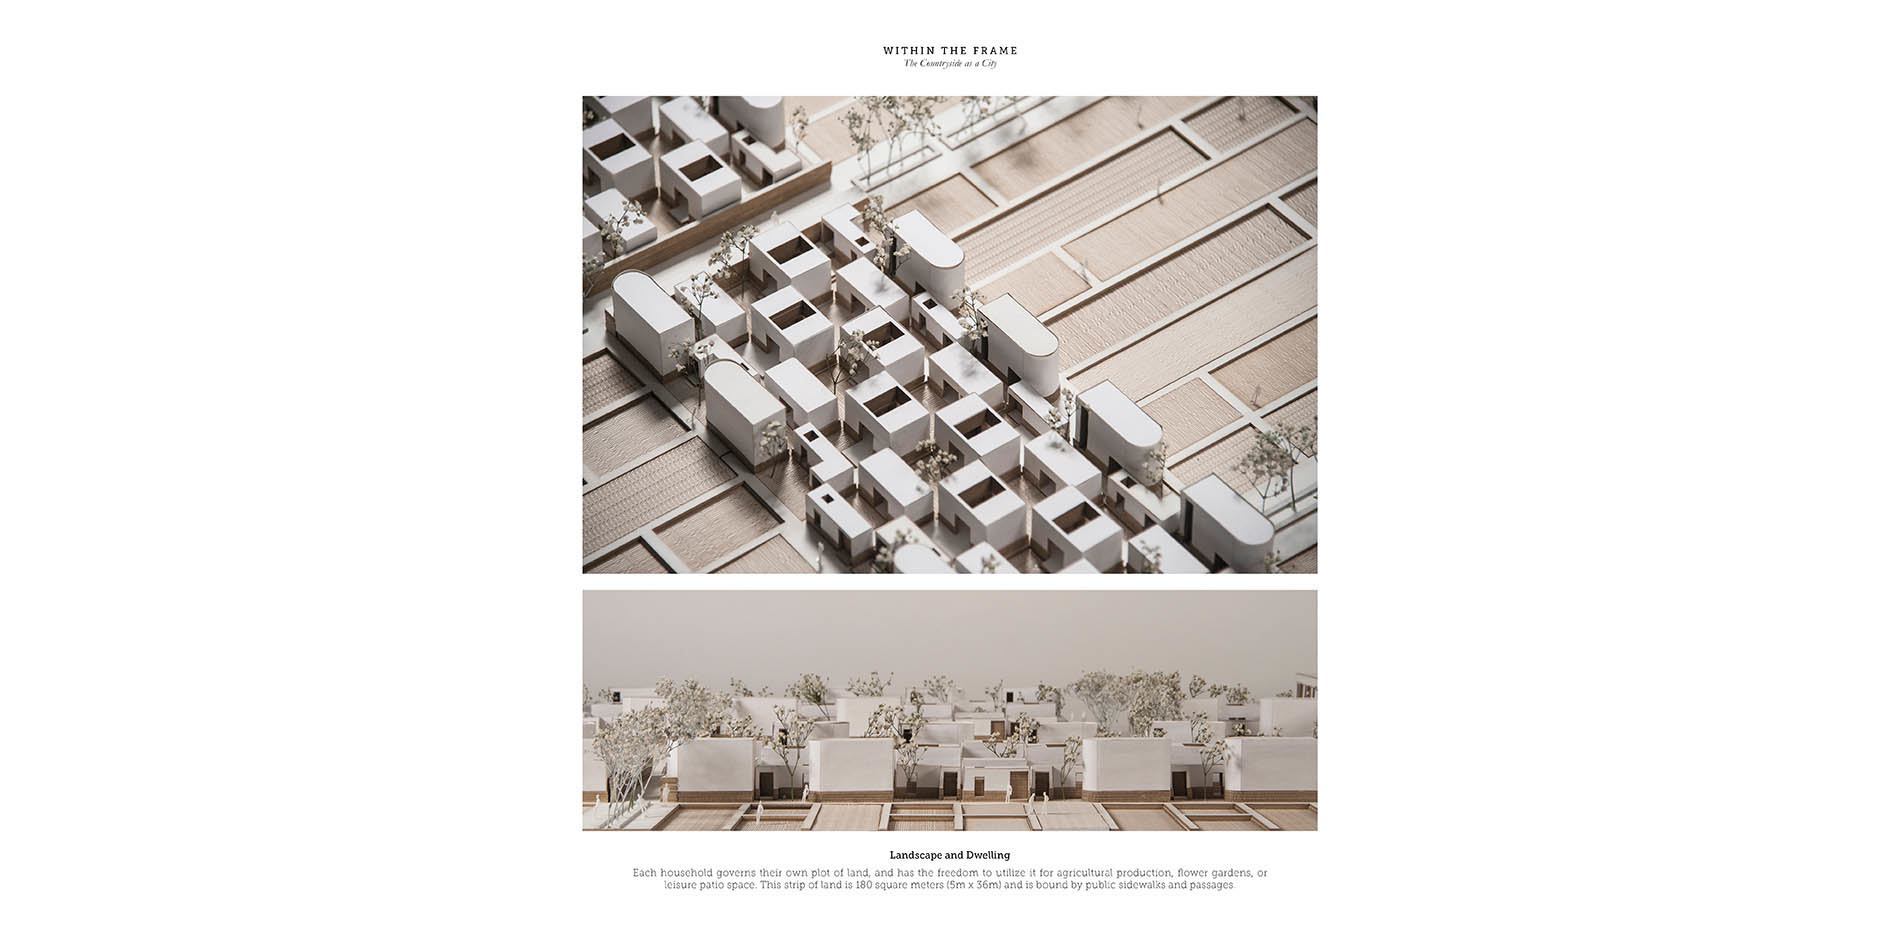 WITHIN THE FRAME
The Countryside as a City
Landscape and Dwelling
Each household governs their own plot of land, and has the freedom to utilize it for agricultural production, flower gardens, or
leisure patio space. This strip of land is 180 square meters (5m x 36m) and is bound by public sidewalks and passages.